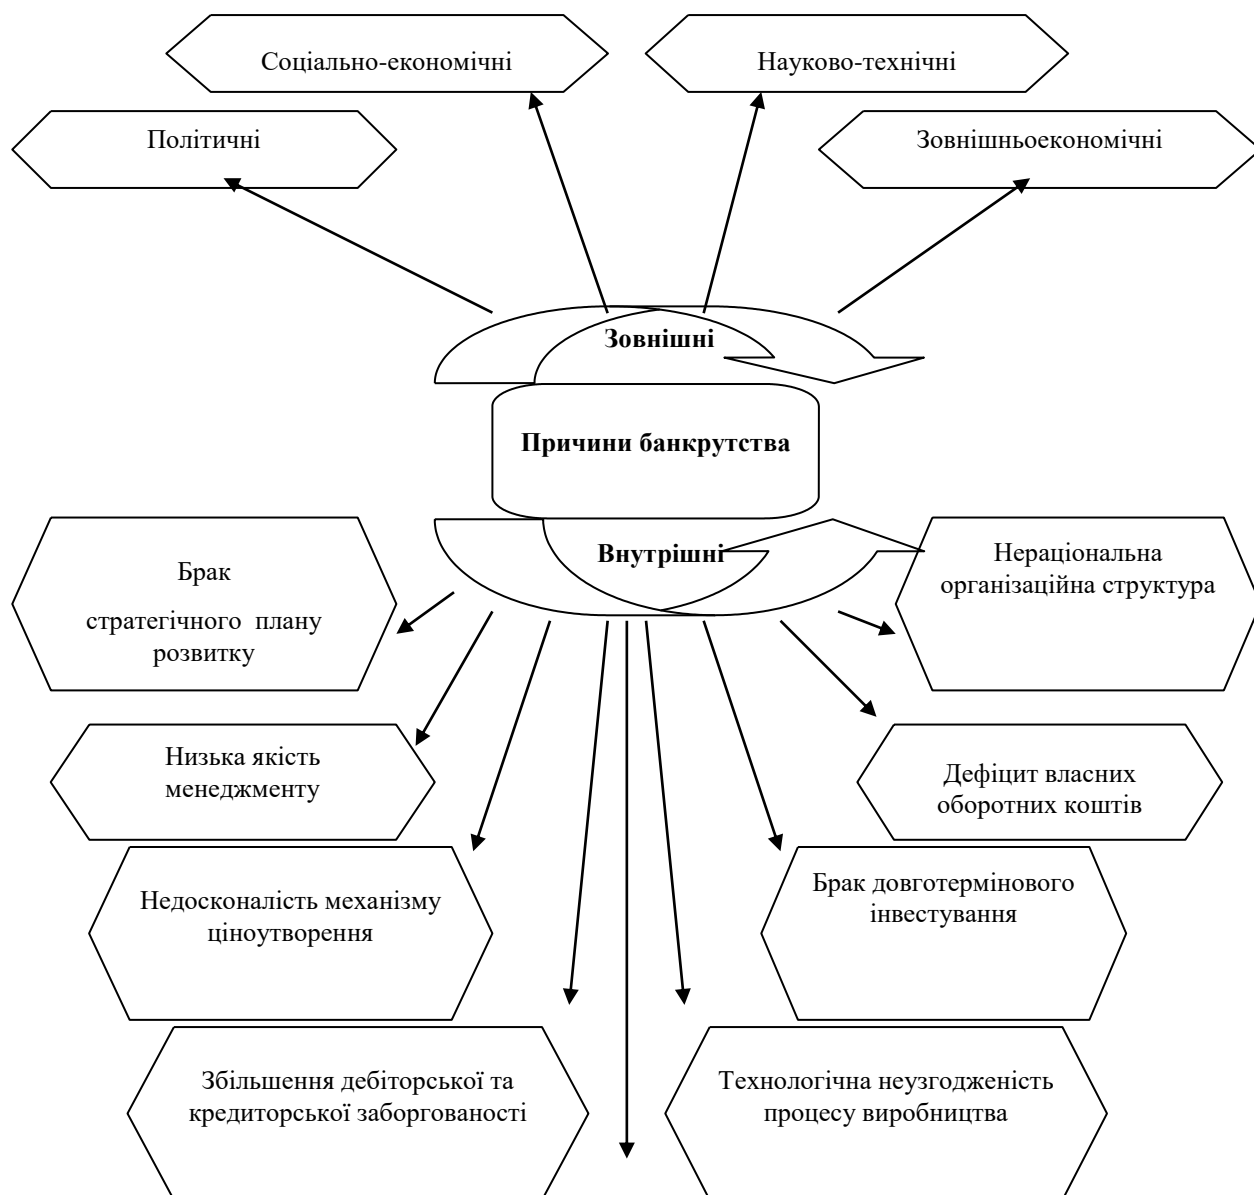 Соціально-економічні
Науково-технічні
Політичні
Зовнішньоекономічні
Зовнішні
Причини банкрутства
Внутрішні
Брак
стратегічного плану
розвитку
Нераціональна
організаційна структура
Низька якість
менеджменту
Дефіцит власних
оборотних коштів
Недосконалість механізму
ціноутворення
Брак довготермінового
інвестування
Збільшення дебіторської та
кредиторської заборгованості
Технологічна неузгодженість
процесу виробництва